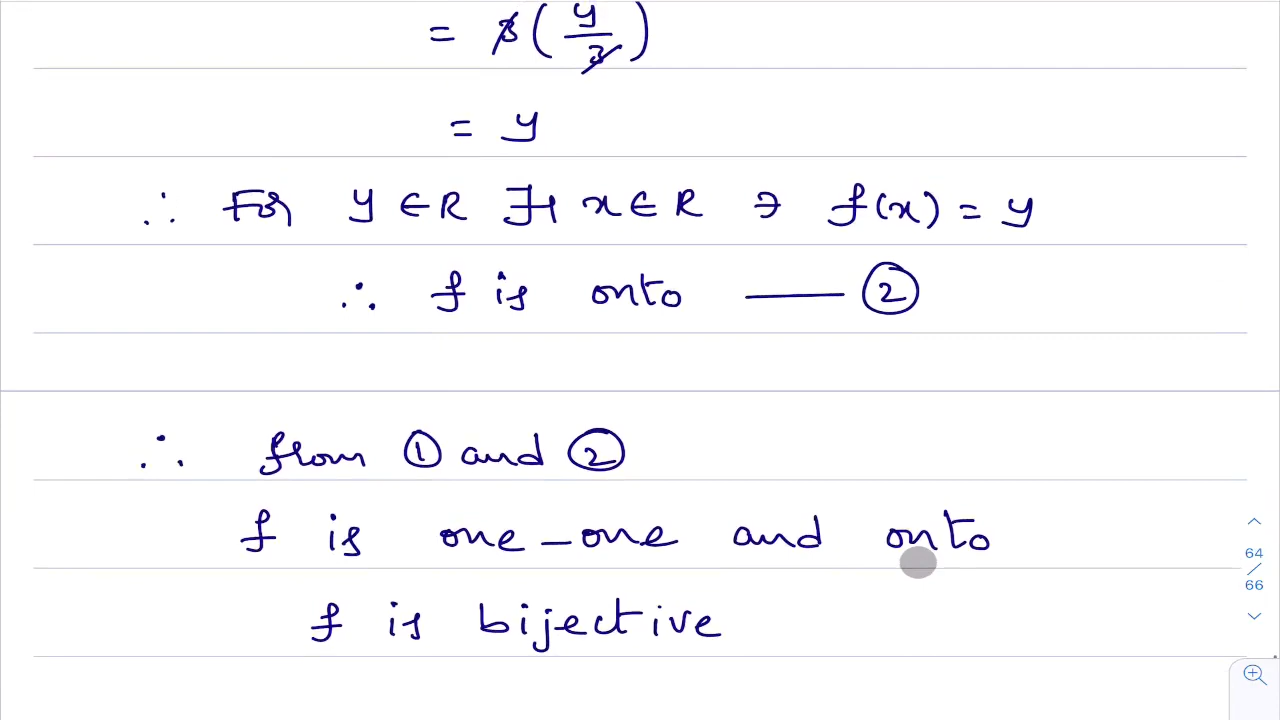 = 3(y/3)
= y
∴ For y ∈ R ∃ x ∈ R ∋ f(x) = y
∴ f is onto —— ②
∴ from ① and ②
f is one-one and onto
f is bijective
64
/
66